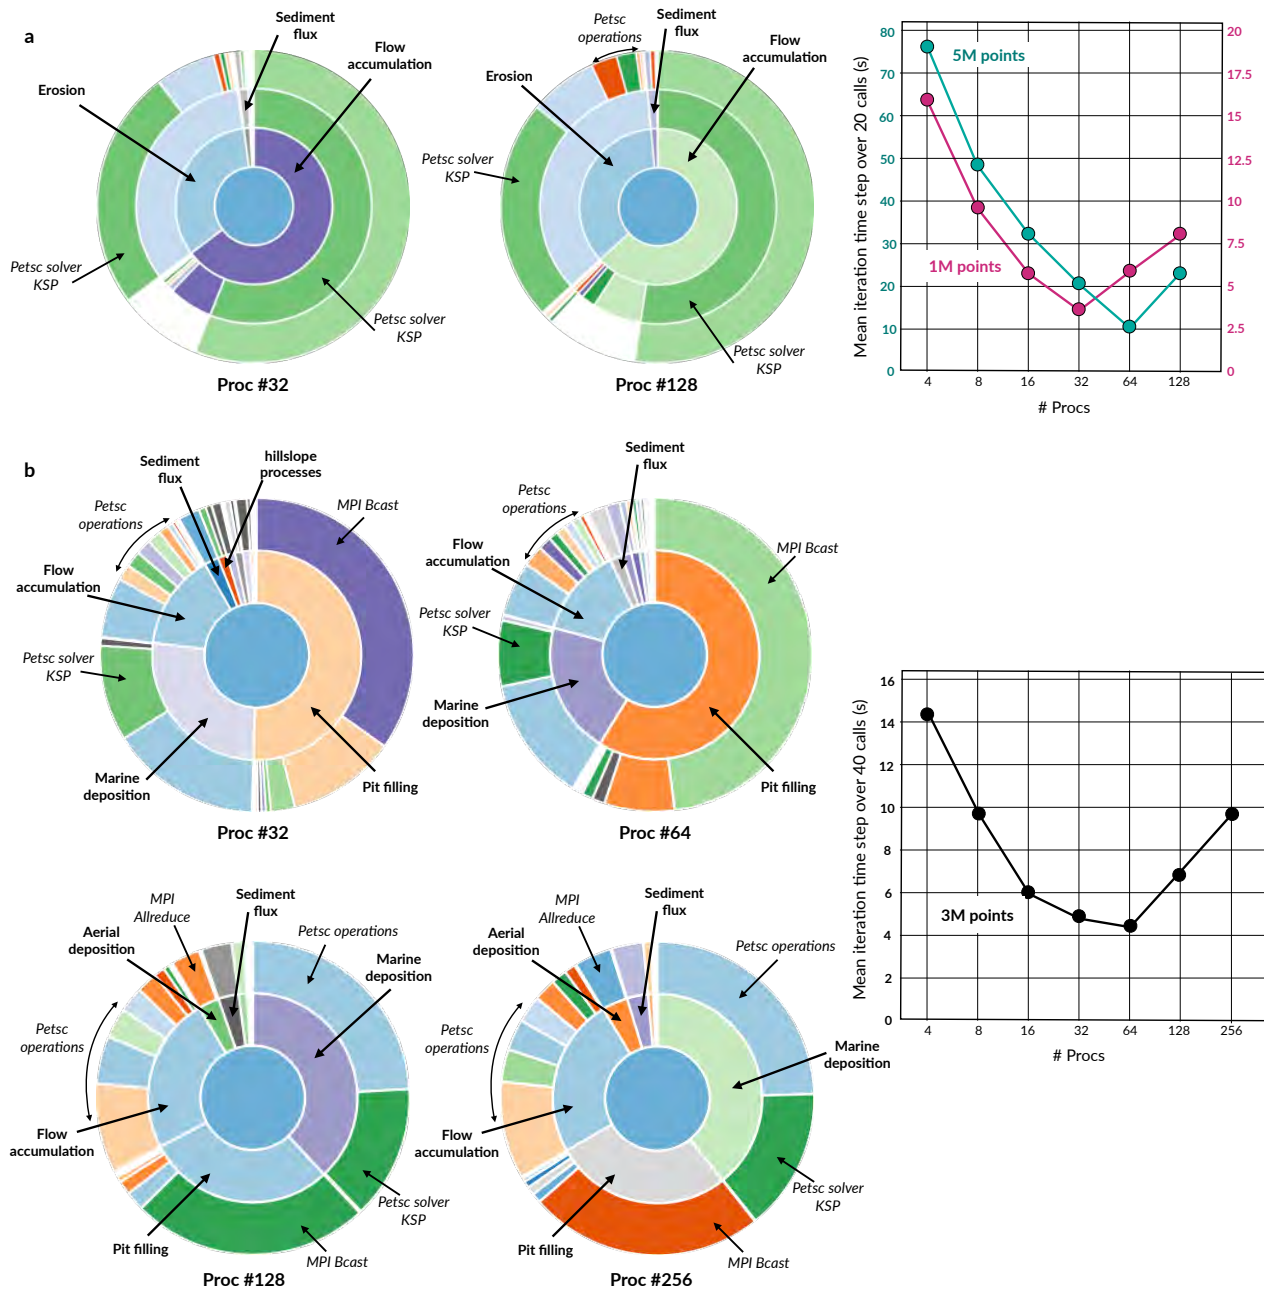 a
Sediment
flux
Flow
accumulation
Erosion
Petsc solver
KSP
Petsc solver
KSP
Proc #32
Petsc
operations
Sediment
flux
Flow
accumulation
Erosion
Petsc solver
KSP
Petsc solver
KSP
Proc #128
Mean iteration time step over 20 calls (s)
80
70
60
50
40
30
20
10
0
5M points
1M points
20
17.5
15
12.5
10
7.5
5
2.5
0
4 8 16 32 64 128
# Procs
b
Sediment
flux
hillslope
processes
Petsc
operations
MPI Bcast
Flow
accumulation
Petsc solver
KSP
Marine
deposition
Pit filling
Proc #32
Sediment
flux
Petsc
operations
Flow
accumulation
MPI Bcast
Petsc solver
KSP
Marine
deposition
Pit filling
Proc #64
Mean iteration time step over 40 calls (s)
16
14
12
10
8
6
4
2
0
3M points
4 8 16 32 64 128 256
# Procs
MPI
Allreduce
Sediment
flux
Aerial
deposition
Petsc operations
Marine
deposition
Petsc
operations
Flow
accumulation
Petsc solver
KSP
Pit filling
MPI Bcast
Proc #128
MPI
Allreduce
Sediment
flux
Aerial
deposition
Petsc operations
Petsc
operations
Marine
deposition
Flow
accumulation
Petsc solver
KSP
Pit filling
MPI Bcast
Proc #256